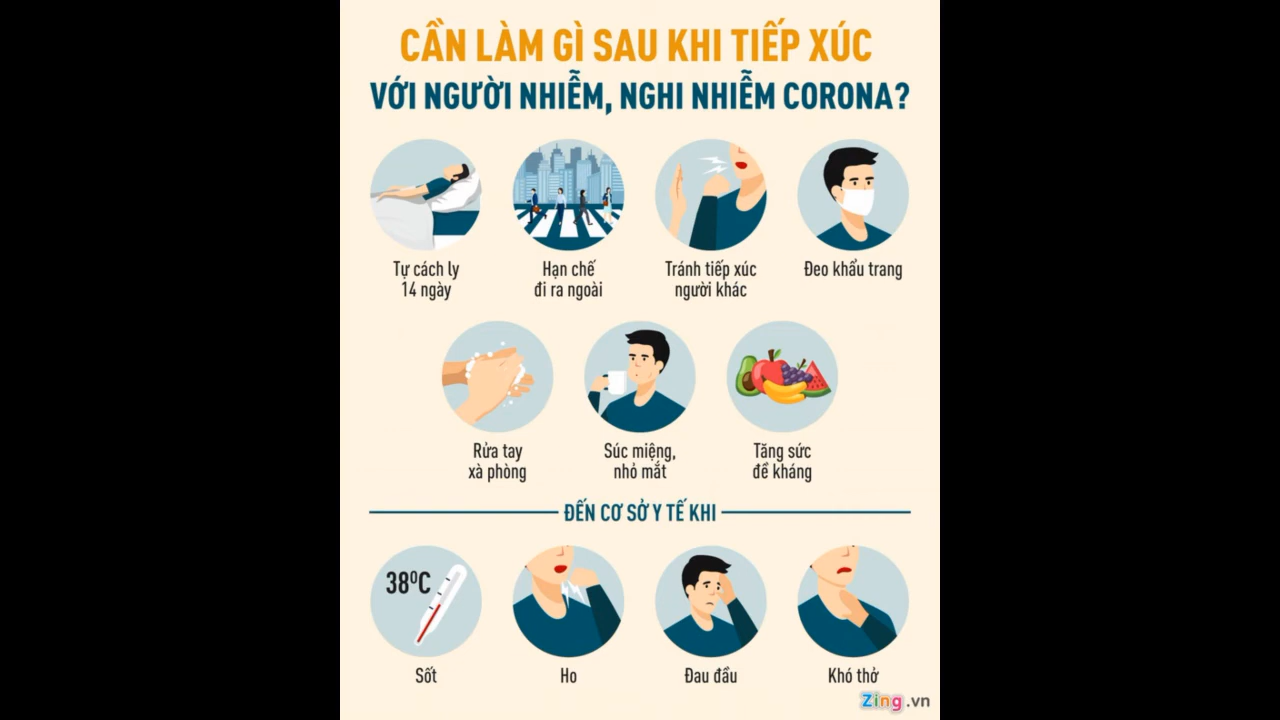 CẦN LÀM GÌ SAU KHI TIẾP XÚC
VỚI NGƯỜI NHIỄM, NGHI NHIỄM CORONA?
Tự cách ly
14 ngày
Hạn chế
đi ra ngoài
Tránh tiếp xúc
người khác
Đeo khẩu trang
Rửa tay
xà phòng
Súc miệng,
nhỏ mắt
Tăng sức
đề kháng
ĐẾN CƠ SỞ Y TẾ KHI
38⁰C
Sốt
Ho
Đau đầu
Khó thở
Zing.vn